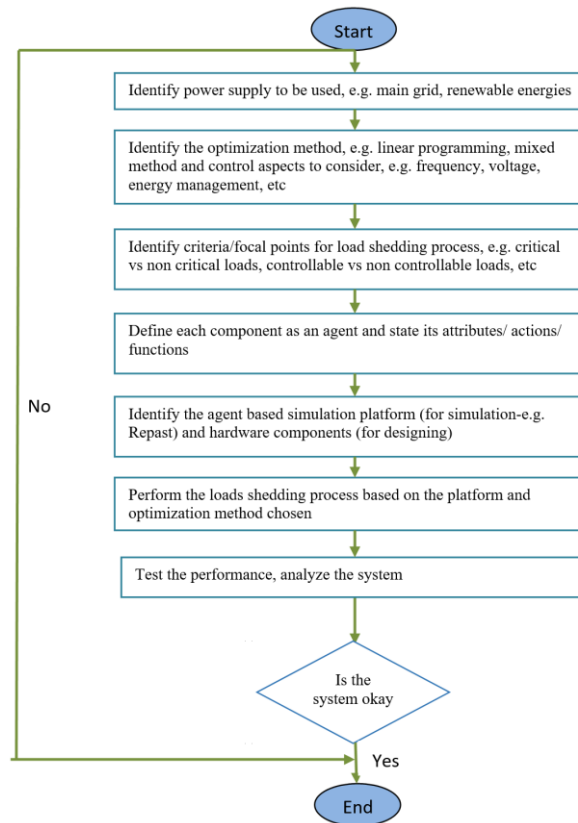 Start
Identify power supply to be used, e.g. main grid, renewable energies
Identify the optimization method, e.g. linear programming, mixed
method and control aspects to consider, e.g. frequency, voltage,
energy management, etc
Identify criteria/focal points for load shedding process, e.g. critical
vs non critical loads, controllable vs non controllable loads, etc
Define each component as an agent and state its attributes/ actions/
functions
No
Identify the agent based simulation platform (for simulation-e.g.
Repast) and hardware components (for designing)
Perform the loads shedding process based on the platform and
optimization method chosen
Test the performance, analyze the system
Is the
system okay
Yes
End